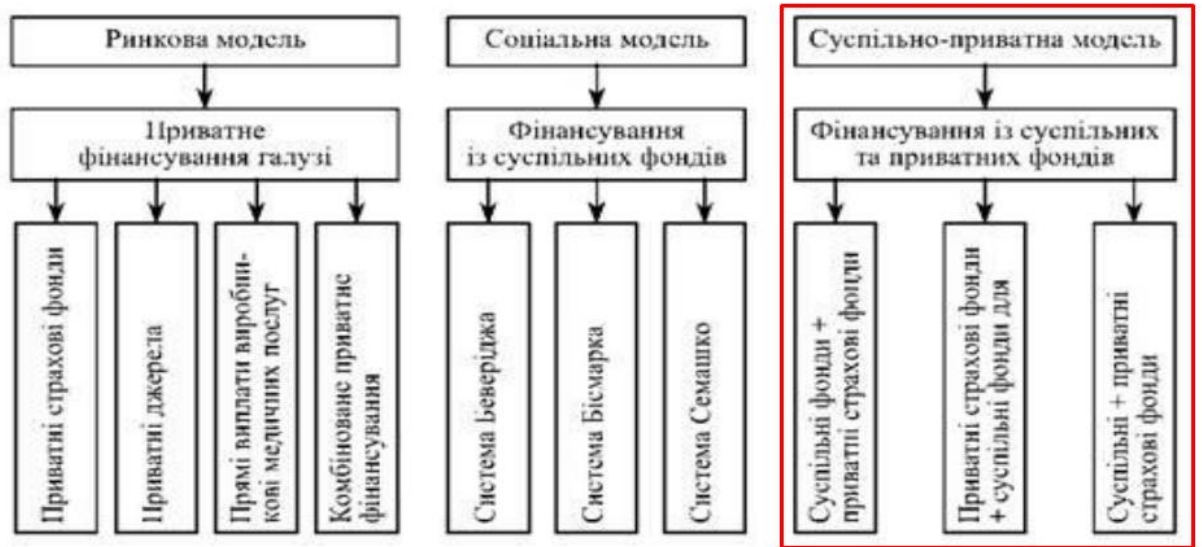 Ринкова модель
Приватне
фінансування галузі
Приватні страхові фонди
Приватні джерела
Прямі виплати виробни-
кові медичних послуг
Комбіноване приватне
фінансування
Соціальна модель
Фінансування
із суспільних фондів
Система Беверіджа
Система Бісмарка
Система Семашко
Суспільно-приватна модель
Фінансування із суспільних
та приватних фондів
Суспільні фонди +
приватні страхові фонди
Приватні страхові фонди
+ суспільні фонди для
Суспільні + приватні
страхові фонди